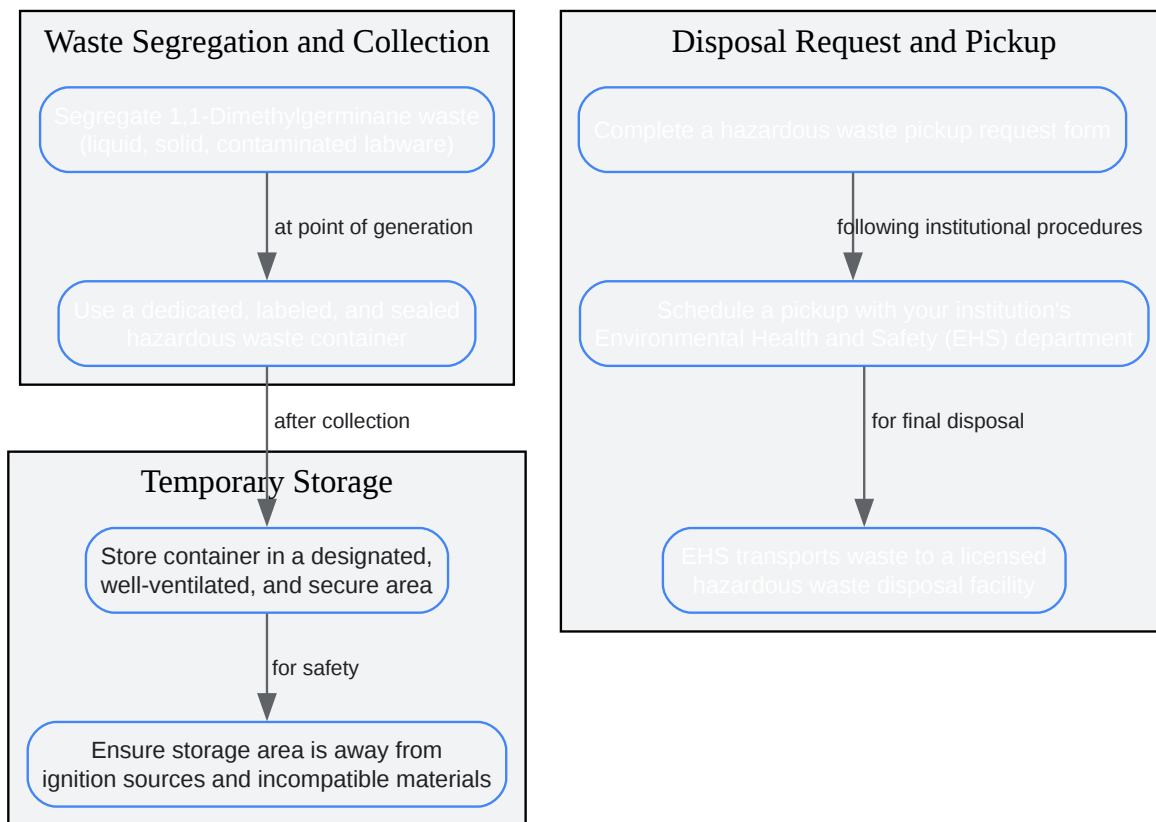 Waste Segregation and Collection
Segregate 1,1-Dimethylgerminane waste
(liquid, solid, contaminated labware)
at point of generation
Use a dedicated, labeled, and sealed
hazardous waste container
after collection
Temporary Storage
Store container in a designated,
well-ventilated, and secure area
for safety
Ensure storage area is away from
ignition sources and incompatible materials
Disposal Request and Pickup
Complete a hazardous waste pickup request form
following institutional procedures
Schedule a pickup with your institution's
Environmental Health and Safety (EHS) department
for final disposal
EHS transports waste to a licensed
hazardous waste disposal facility